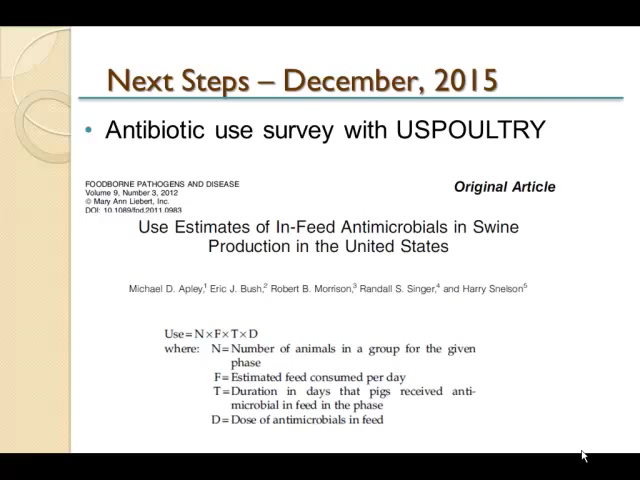 Next Steps – December, 2015
• Antibiotic use survey with USPOULTRY
FOODBORNE PATHOGENS AND DISEASE
Volume 9, Number 3, 2012
© Mary Ann Liebert, Inc.
DOI: 10.1089/fpd.2011.0983
Original Article
Use Estimates of In-Feed Antimicrobials in Swine
Production in the United States
Michael D. Apley,1 Eric J. Bush,2 Robert B. Morrison,3 Randall S. Singer,4 and Harry Snelson5
Use = N×F×T×D
where: N = Number of animals in a group for the given
phase
F = Estimated feed consumed per day
T = Duration in days that pigs received anti-
microbial in feed in the phase
D = Dose of antimicrobials in feed